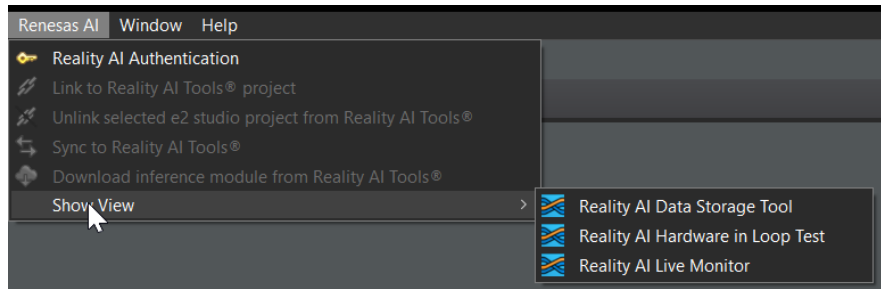 Renesas AI Window Help
Reality AI Authentication
Link to Reality AI Tools® project
Unlink selected e2 studio project from Reality AI Tools®
Sync to Reality AI Tools®
Download inference module from Reality AI Tools®
Show View
Reality AI Data Storage Tool
Reality AI Hardware in Loop Test
Reality AI Live Monitor